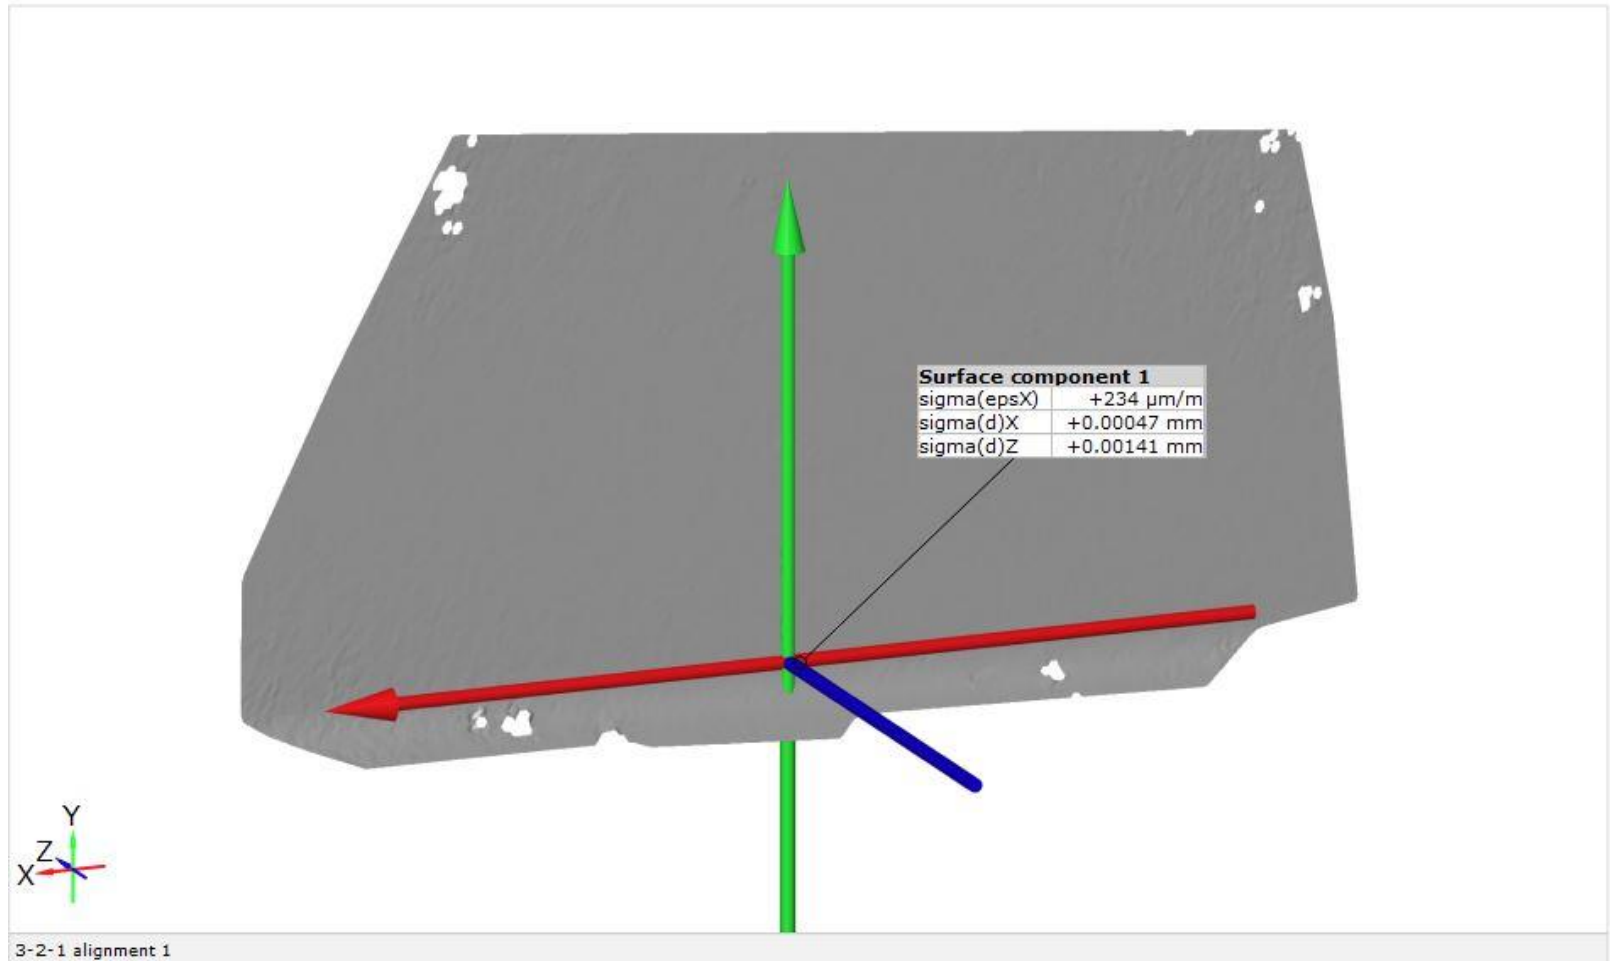 Surface component 1
sigma(epsX) +234 µm/m
sigma(d)X +0.00047 mm
sigma(d)Z +0.00141 mm
Y
Z
X
3-2-1 alignment 1